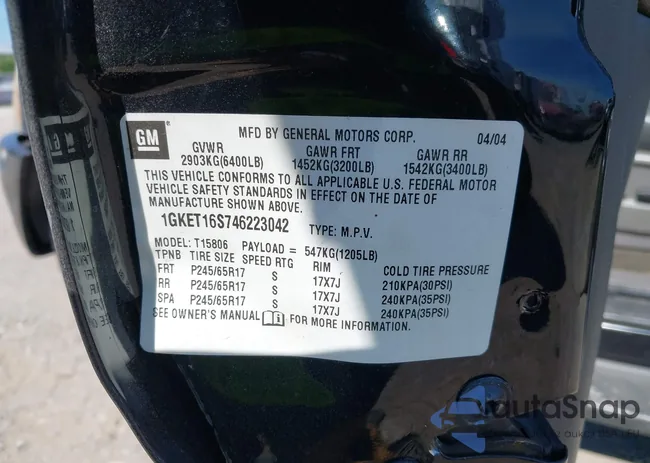 GM MFD BY GENERAL MOTORS CORP. 04/04
GVWR GAWR FRT GAWR RR
2903KG(6400LB) 1452KG(3200LB) 1542KG(3400LB)
THIS VEHICLE CONFORMS TO ALL APPLICABLE U.S. FEDERAL MOTOR
VEHICLE SAFETY STANDARDS IN EFFECT ON THE DATE OF
MANUFACTURE SHOWN ABOVE.
1GKET16S746223042 TYPE: M.P.V.
MODEL: T15806 PAYLOAD = 547KG(1205LB)
TPNB TIRE SIZE SPEED RTG RIM COLD TIRE PRESSURE
FRT P245/65R17 S 17X7J 210KPA(30PSI)
RR P245/65R17 S 17X7J 240KPA(35PSI)
SPA P245/65R17 S 17X7J 240KPA(35PSI)
SEE OWNER'S MANUAL FOR MORE INFORMATION.
autoSnap